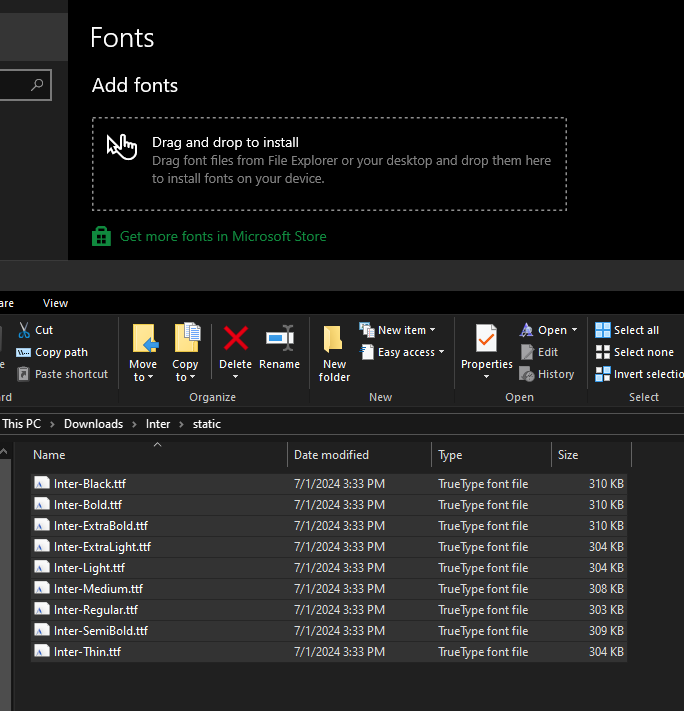 Fonts
Add fonts
Drag and drop to install
Drag font files from File Explorer or your desktop and drop them here
to install fonts on your device.
Get more fonts in Microsoft Store
are View
Cut
Copy path
Paste shortcut
Move to
Copy to
Delete
Rename
New folder
New item
Easy access
Properties
Open
Edit
History
Select all
Select none
Invert selectio
ard Organize New Open Select
This PC > Downloads > Inter > static
Name Date modified Type Size
Inter-Black.ttf 7/1/2024 3:33 PM TrueType font file 310 KB
Inter-Bold.ttf 7/1/2024 3:33 PM TrueType font file 310 KB
Inter-ExtraBold.ttf 7/1/2024 3:33 PM TrueType font file 310 KB
Inter-ExtraLight.ttf 7/1/2024 3:33 PM TrueType font file 304 KB
Inter-Light.ttf 7/1/2024 3:33 PM TrueType font file 304 KB
Inter-Medium.ttf 7/1/2024 3:33 PM TrueType font file 308 KB
Inter-Regular.ttf 7/1/2024 3:33 PM TrueType font file 303 KB
Inter-SemiBold.ttf 7/1/2024 3:33 PM TrueType font file 309 KB
Inter-Thin.ttf 7/1/2024 3:33 PM TrueType font file 304 KB